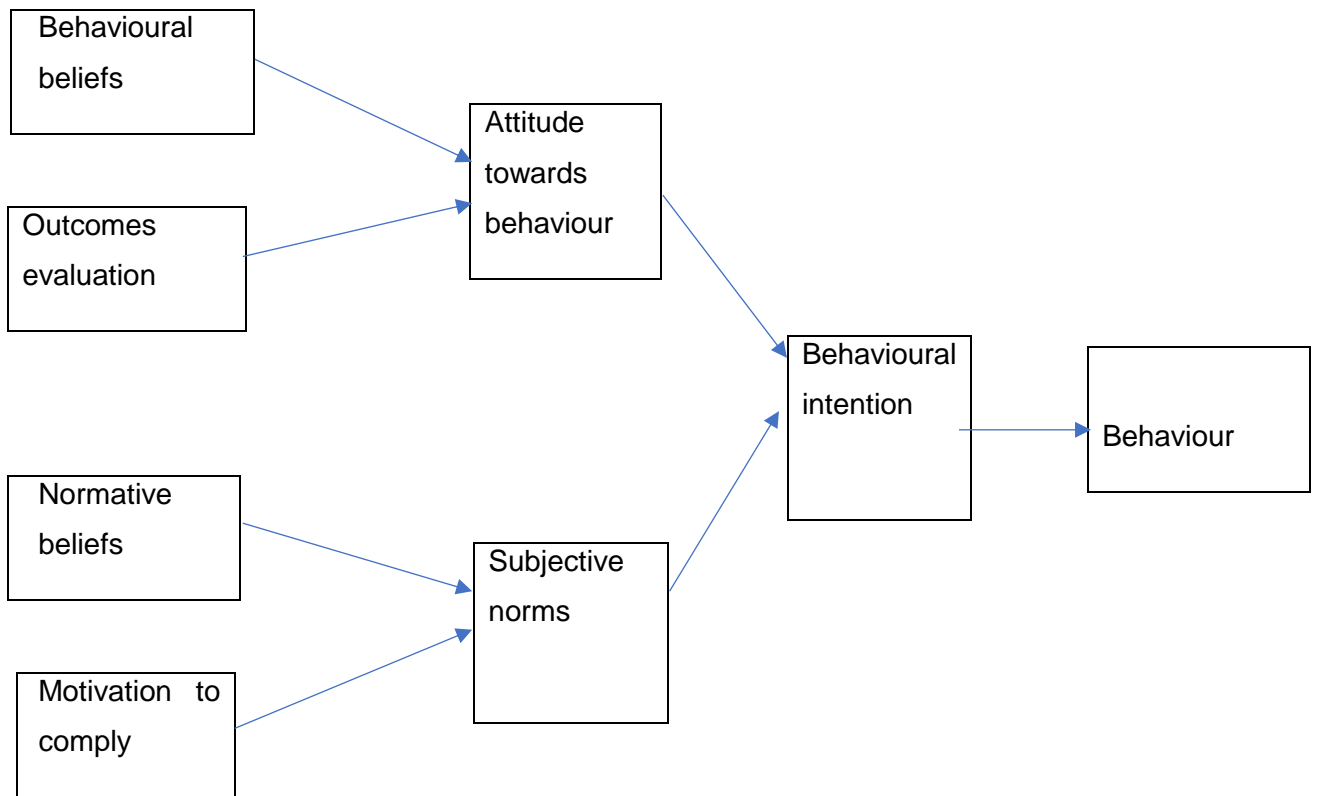 Behavioural
beliefs
Attitude
towards
behaviour
Outcomes
evaluation
Behavioural
intention
Behaviour
Normative
beliefs
Subjective
norms
Motivation to
comply